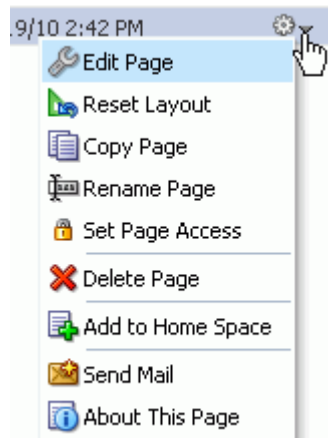 .9/10 2:42 PM
Edit Page
Reset Layout
Copy Page
Rename Page
Set Page Access
Delete Page
Add to Home Space
Send Mail
About This Page